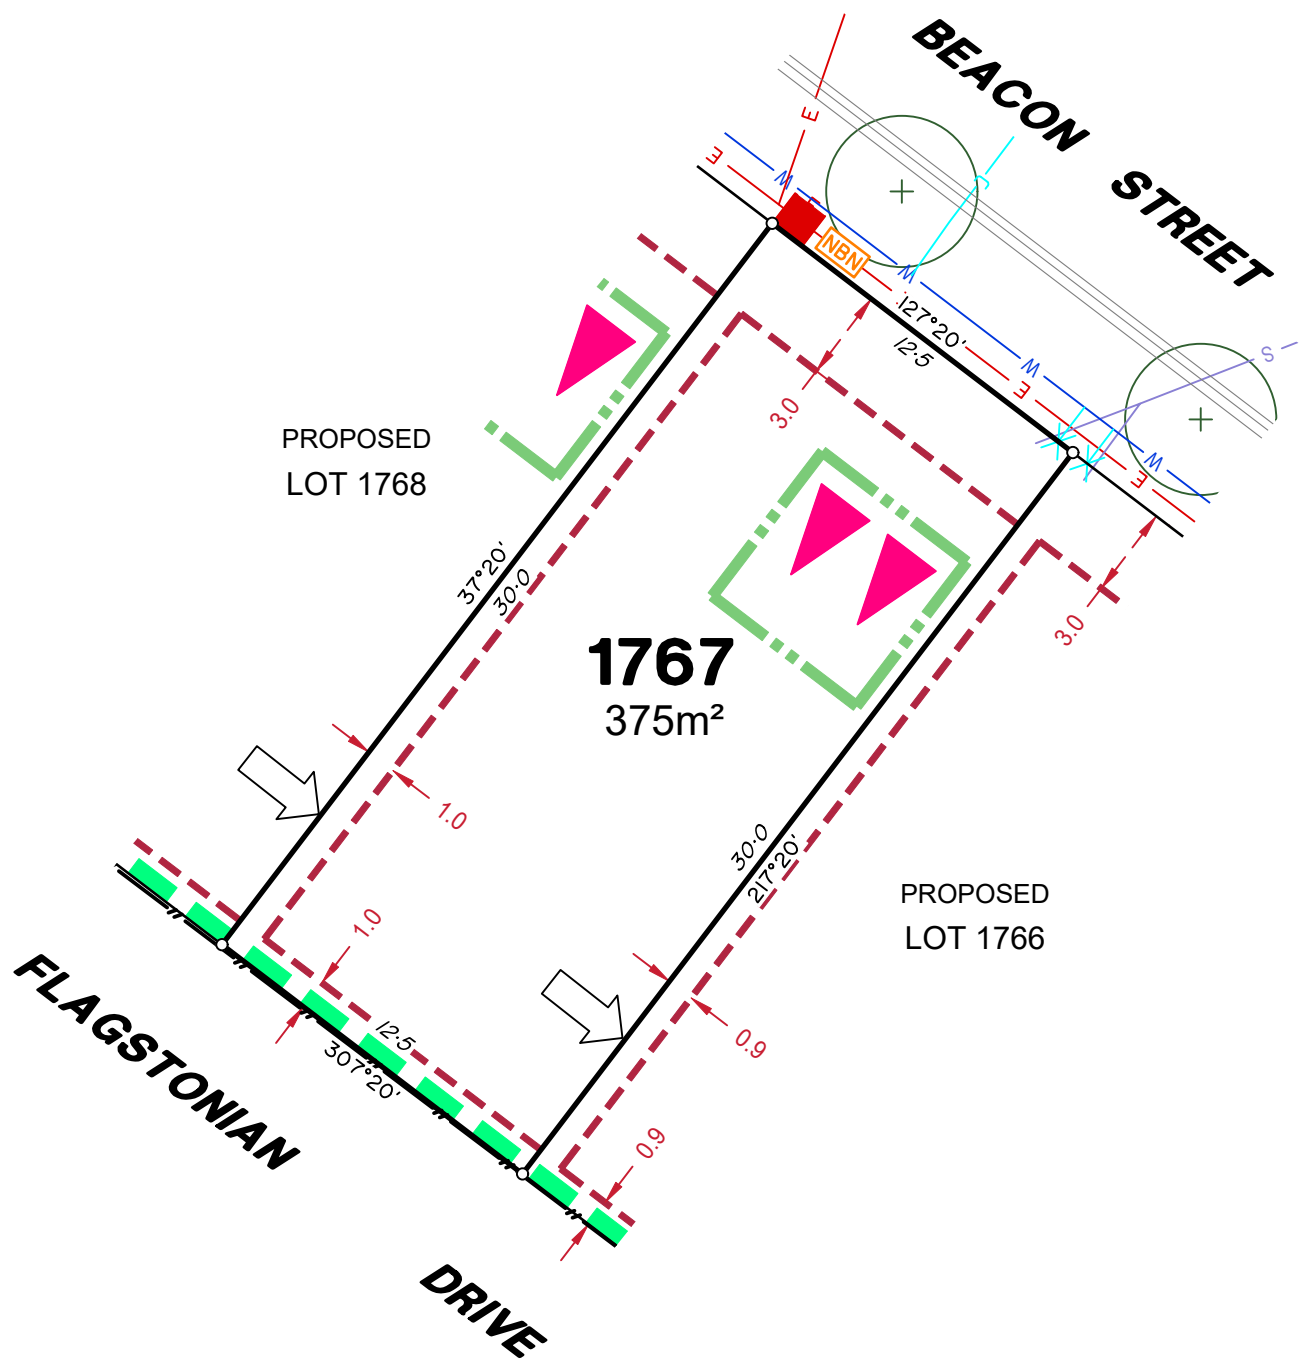 BEACON STREET
E
E
W
J
NBN
W
127°20'
12·5
W
E
S
W
E
3.0
3.0
PROPOSED
LOT 1768
37°20'
30·0
1767
375m²
1.0
30·0
217°20'
PROPOSED
LOT 1766
1.0
12·5
307°20'
0.9
0.9
FLAGSTONIAN DRIVE